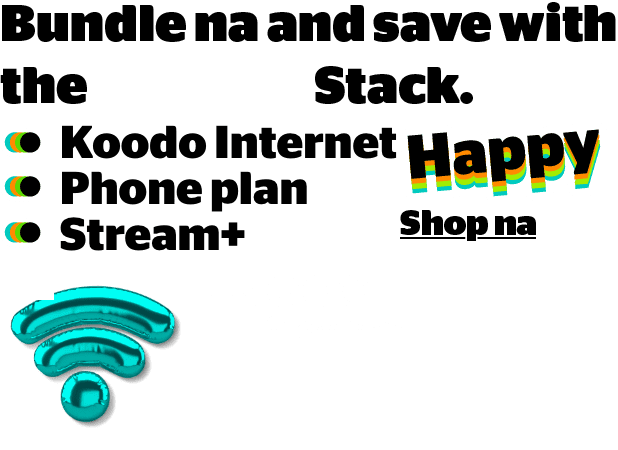 Bundle na and save with
the Stack.
Koodo Internet
Phone plan
Stream+
Happy
Shop na